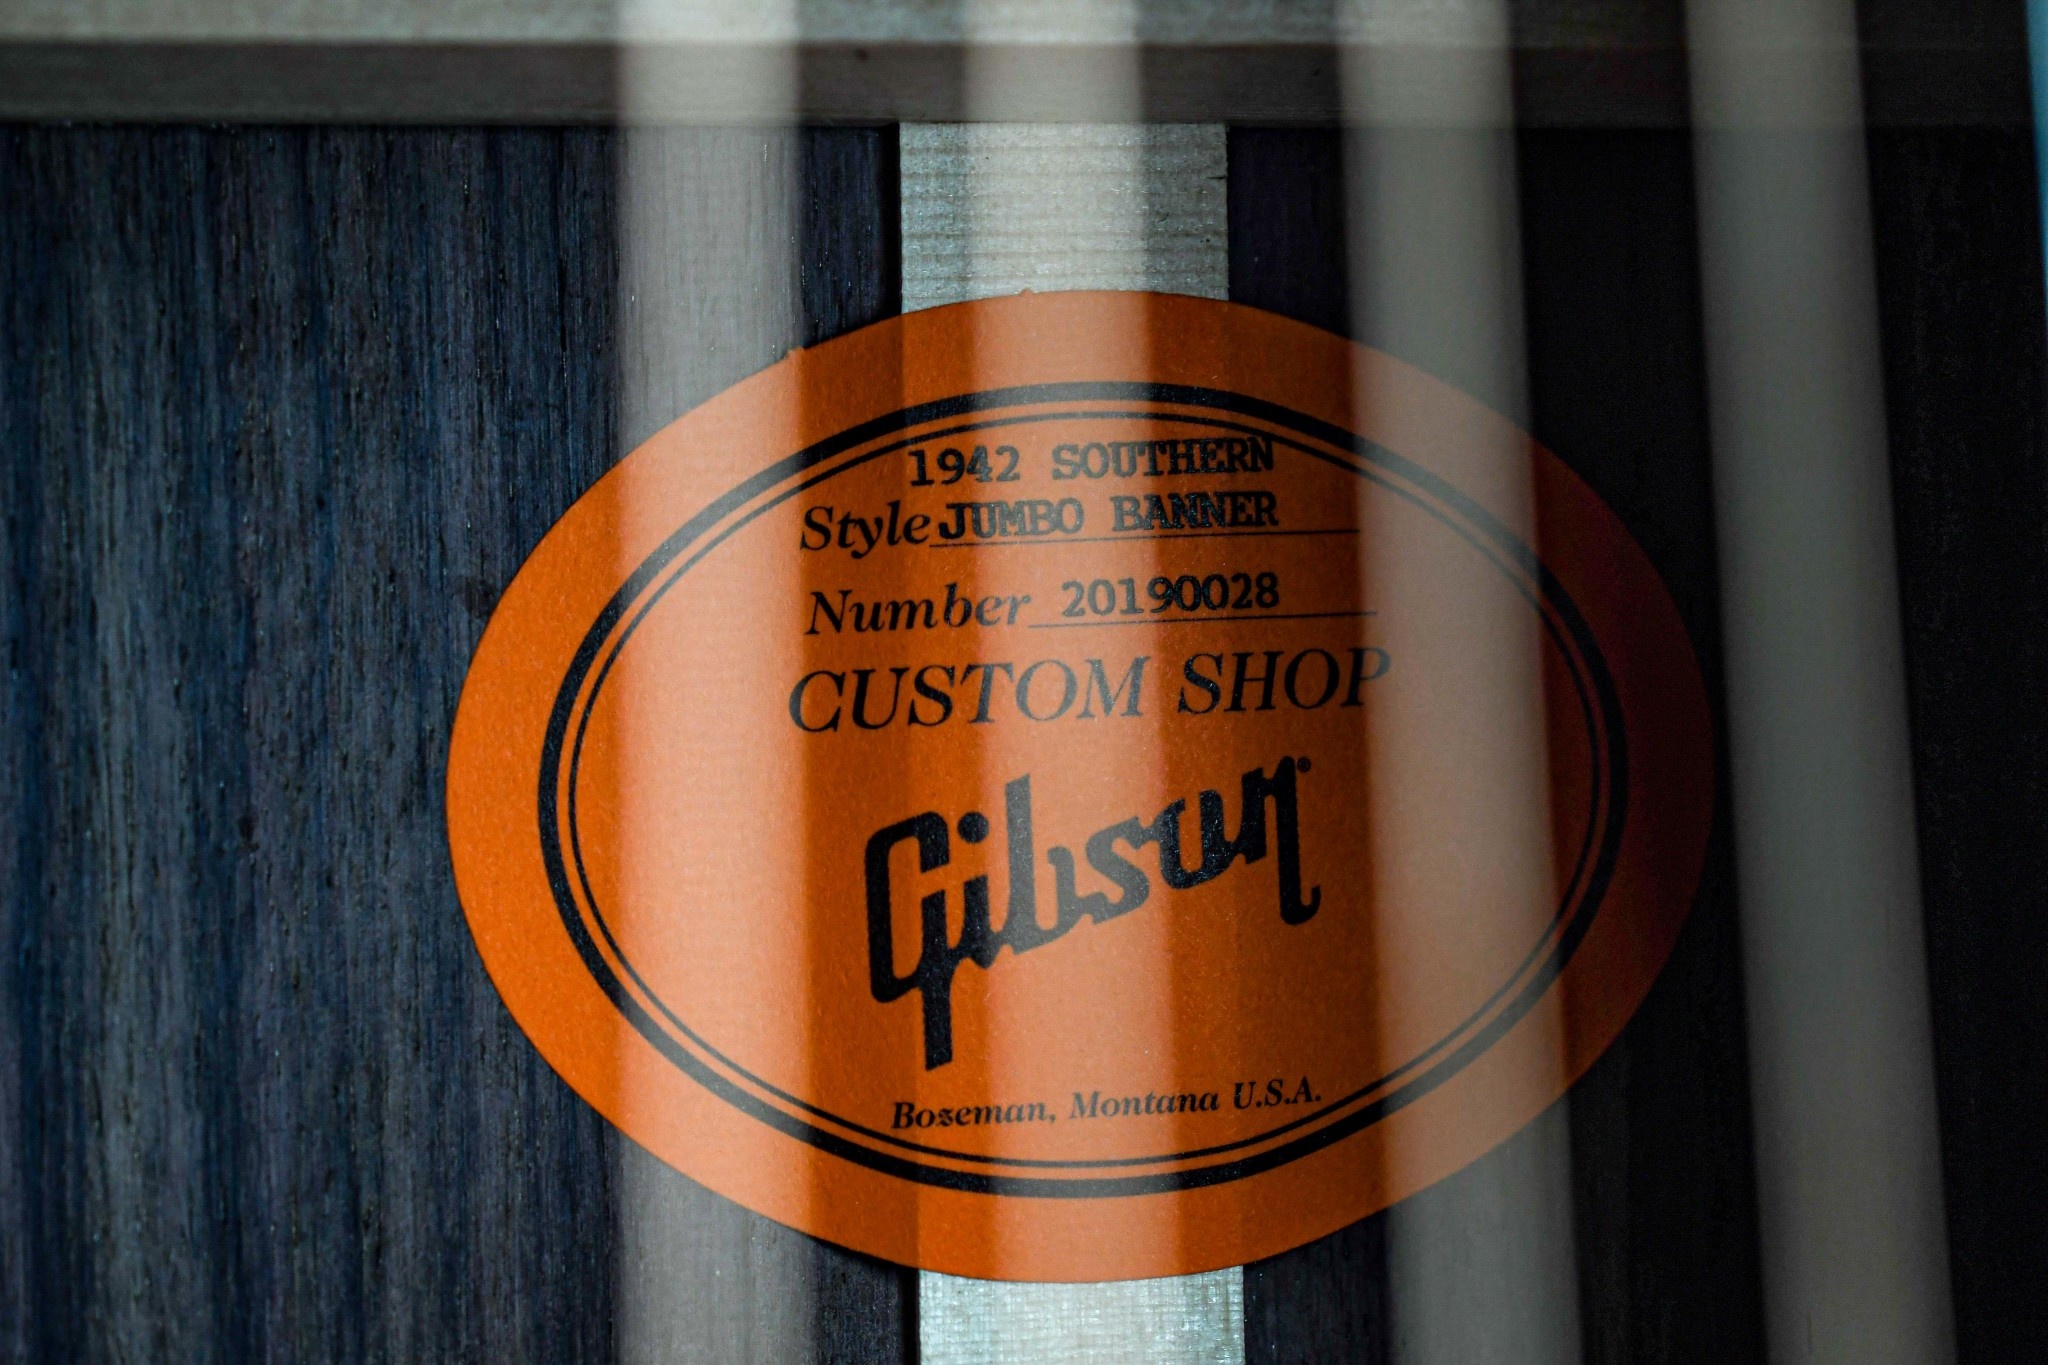 1942 SOUTHERN
Style JUMBO BANNER
Number 20190028
CUSTOM SHOP
Gibson®
Bozeman, Montana U.S.A.